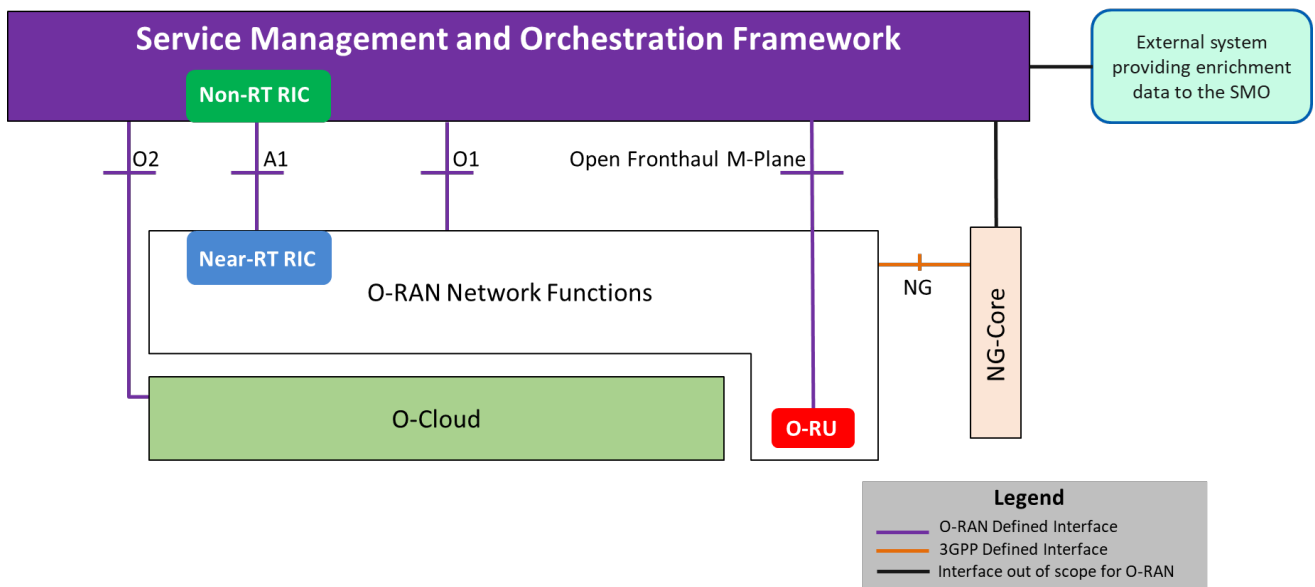 Service Management and Orchestration Framework
External system
providing enrichment
data to the SMO
Non-RT RIC
O2
A1
O1
Open Fronthaul M-Plane
Near-RT RIC
O-RAN Network Functions
NG
NG-Core
O-Cloud
O-RU
Legend
O-RAN Defined Interface
3GPP Defined Interface
Interface out of scope for O-RAN